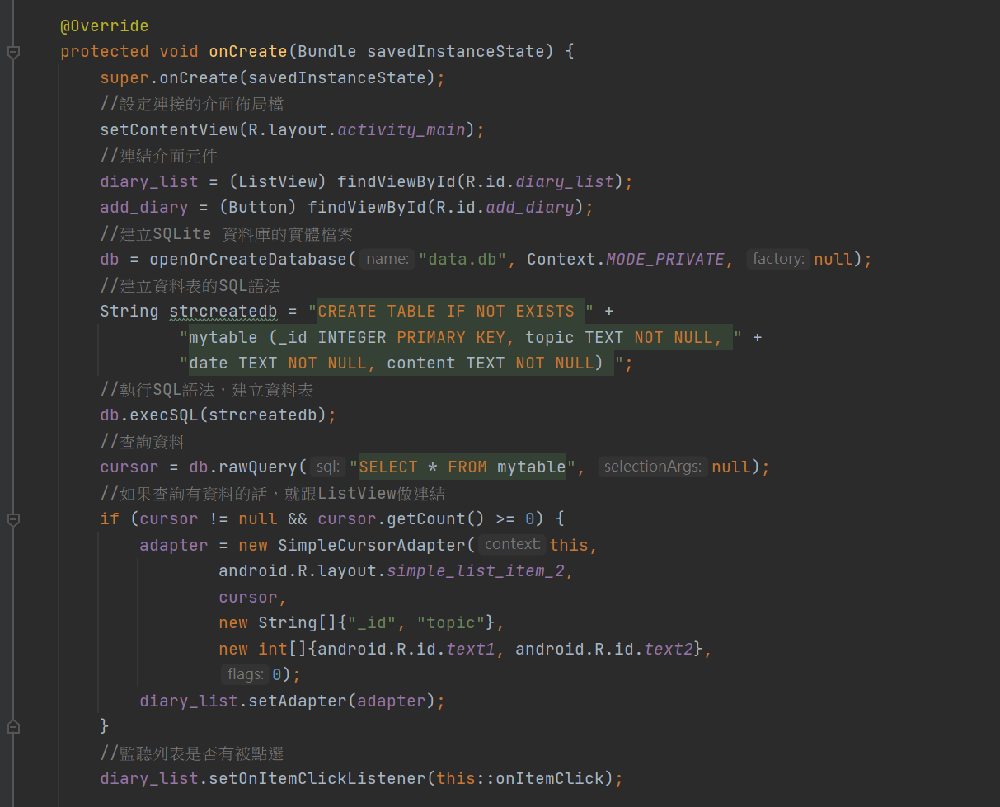 @Override
protected void onCreate(Bundle savedInstanceState) {
super.onCreate(savedInstanceState);
//設定連接的介面佈局檔
setContentView(R.layout.activity_main);
//連結介面元件
diary_list = (ListView) findViewById(R.id.diary_list);
add_diary = (Button) findViewById(R.id.add_diary);
//建立SQLite 資料庫的實體檔案
db = openOrCreateDatabase( name: "data.db", Context.MODE_PRIVATE, factory: null);
//建立資料表的SQL語法
String strcreatedb = "CREATE TABLE IF NOT EXISTS " +
"mytable (_id INTEGER PRIMARY KEY, topic TEXT NOT NULL, " +
"date TEXT NOT NULL, content TEXT NOT NULL) ";
//執行SQL語法，建立資料表
db.execSQL(strcreatedb);
//查詢資料
cursor = db.rawQuery( sql: "SELECT * FROM mytable", selectionArgs: null);
//如果查詢有資料的話，就跟ListView做連結
if (cursor != null && cursor.getCount() >= 0) {
adapter = new SimpleCursorAdapter( context: this,
android.R.layout.simple_list_item_2,
cursor,
new String[]{"_id", "topic"},
new int[]{android.R.id.text1, android.R.id.text2},
flags: 0);
diary_list.setAdapter(adapter);
}
//監聽列表是否有被點選
diary_list.setOnItemClickListener(this::onItemClick);